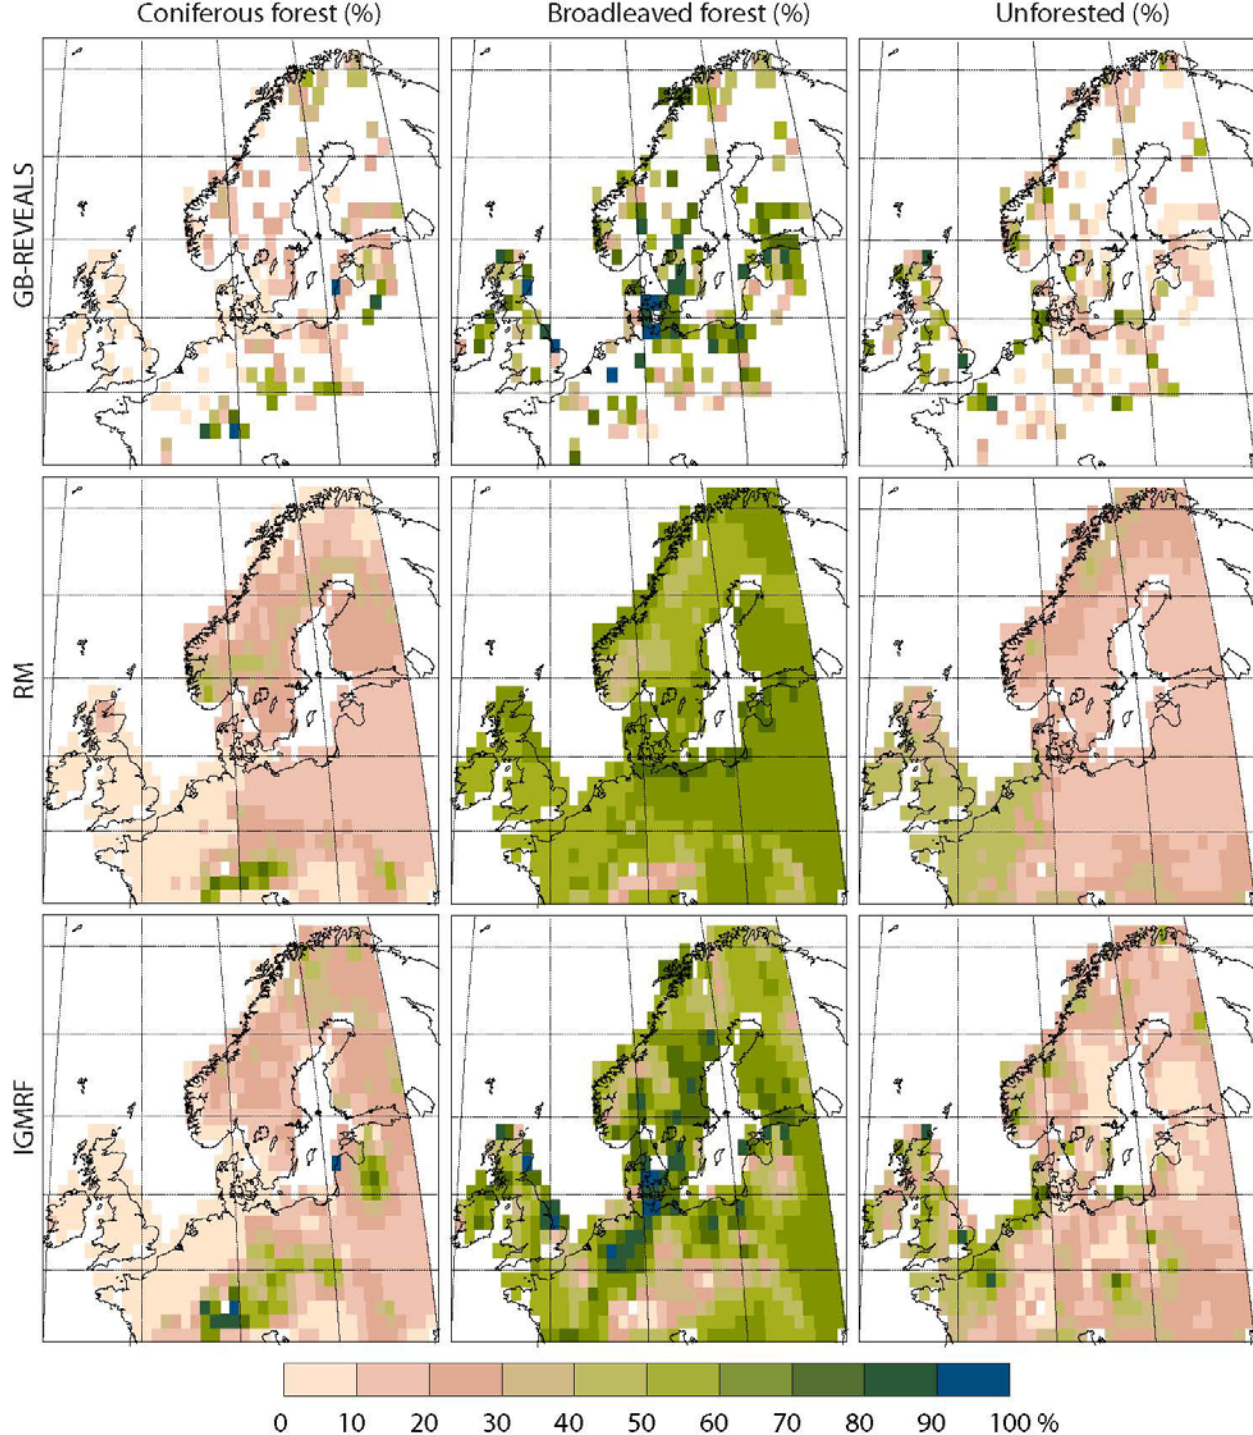 Coniferous forest (%) Broadleaved forest (%) Unforested (%)
GB-REVEALS
RM
IGMRF
0 10 20 30 40 50 60 70 80 90 100 %